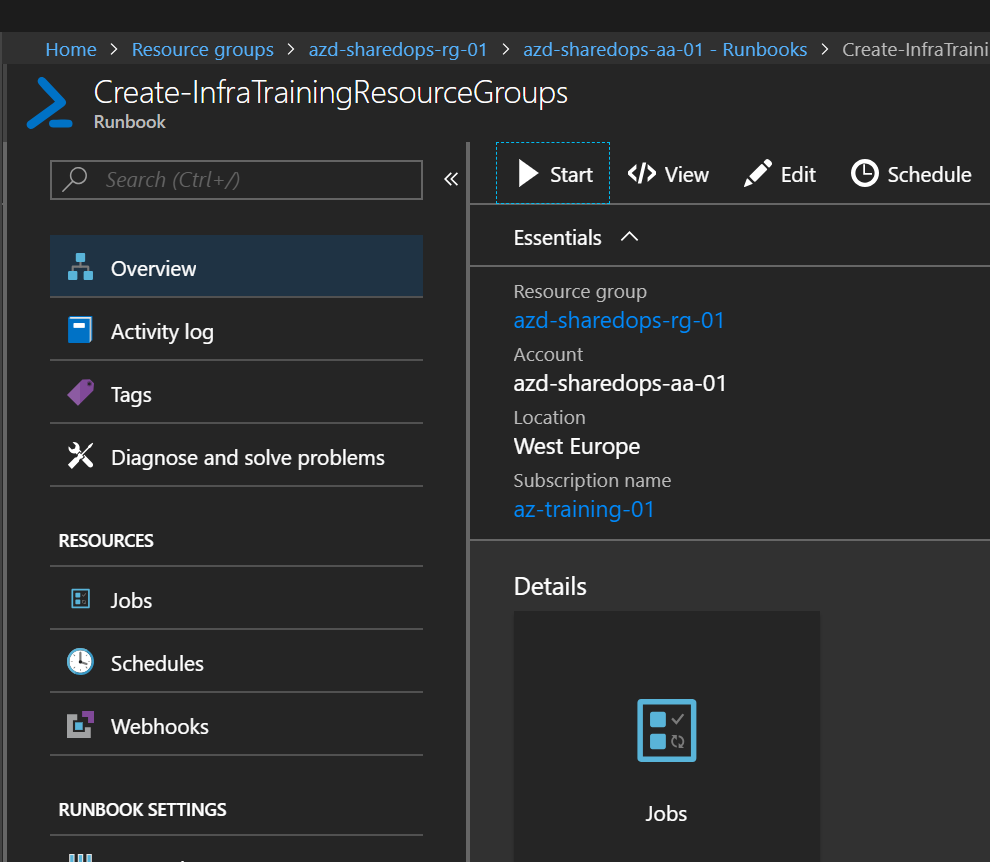 Home > Resource groups > azd-sharedops-rg-01 > azd-sharedops-aa-01 - Runbooks > Create-InfraTraini
Create-InfraTrainingResourceGroups
Runbook
Search (Ctrl+/)
«
Start
View
Edit
Schedule
Overview
Activity log
Tags
Diagnose and solve problems
RESOURCES
Jobs
Schedules
Webhooks
RUNBOOK SETTINGS
Essentials
Resource group
azd-sharedops-rg-01
Account
azd-sharedops-aa-01
Location
West Europe
Subscription name
az-training-01
Details
Jobs